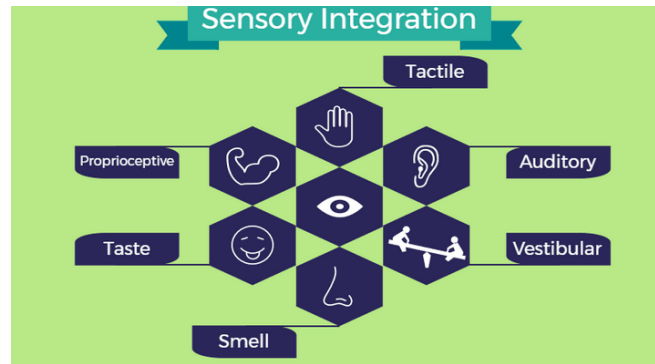 Sensory Integration
Tactile
Proprioceptive
Auditory
Taste
Vestibular
Smell